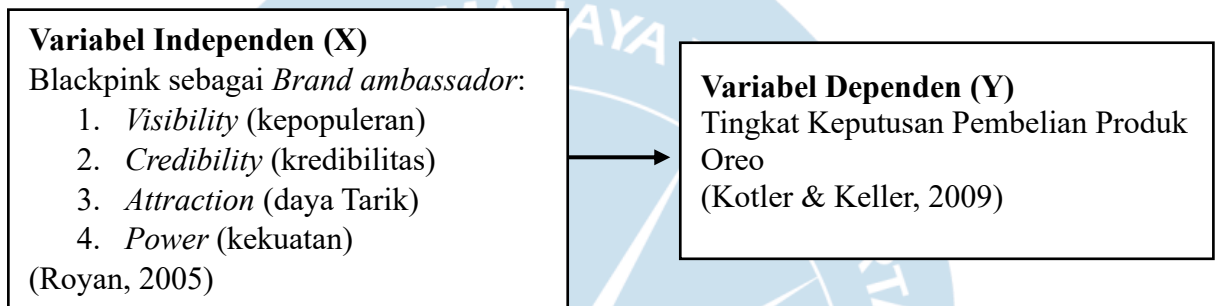 Variabel Independen (X)
Blackpink sebagai Brand ambassador:
1. Visibility (kepopuleran)
2. Credibility (kredibilitas)
3. Attraction (daya Tarik)
4. Power (kekuatan)
(Royan, 2005)
Variabel Dependen (Y)
Tingkat Keputusan Pembelian Produk
Oreo
(Kotler & Keller, 2009)